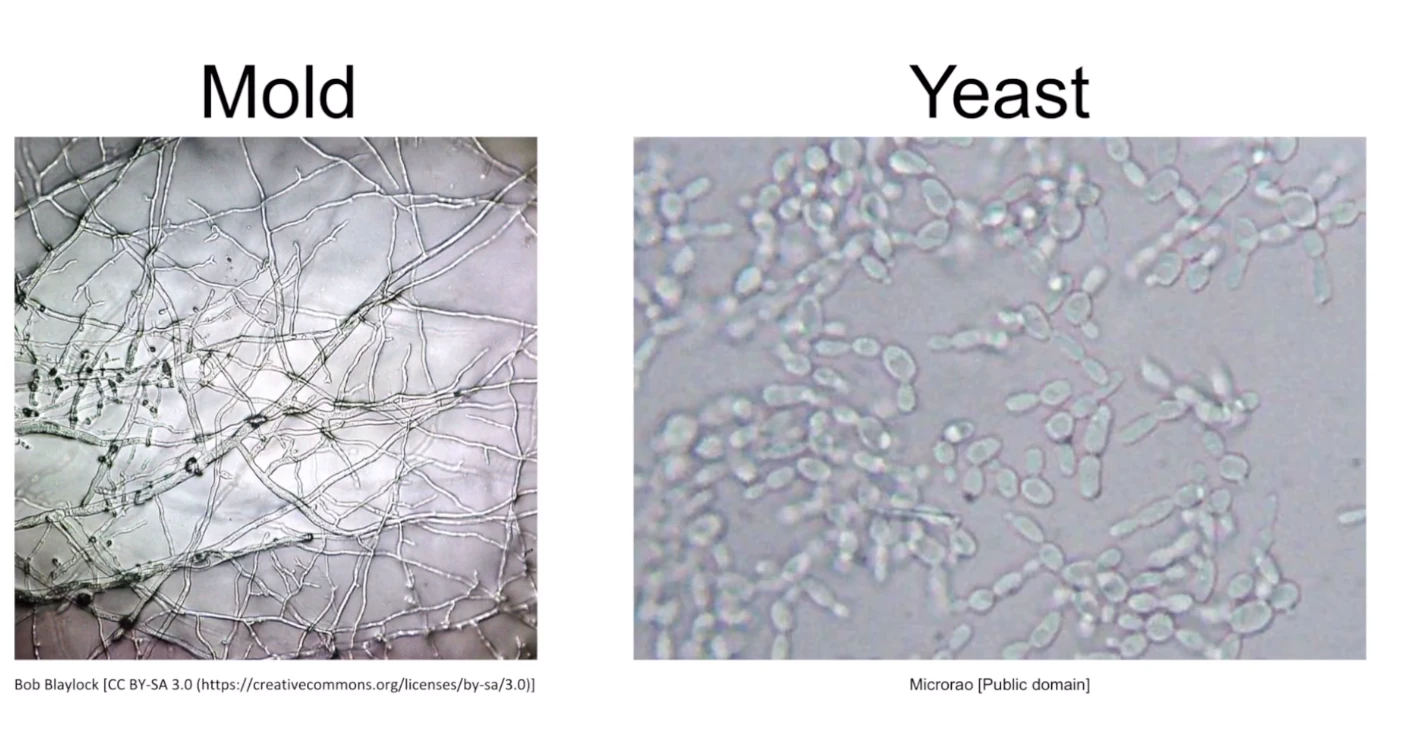 Mold
Yeast
Bob Blaylock [CC BY-SA 3.0 (https://creativecommons.org/licenses/by-sa/3.0)]
Microrao [Public domain]